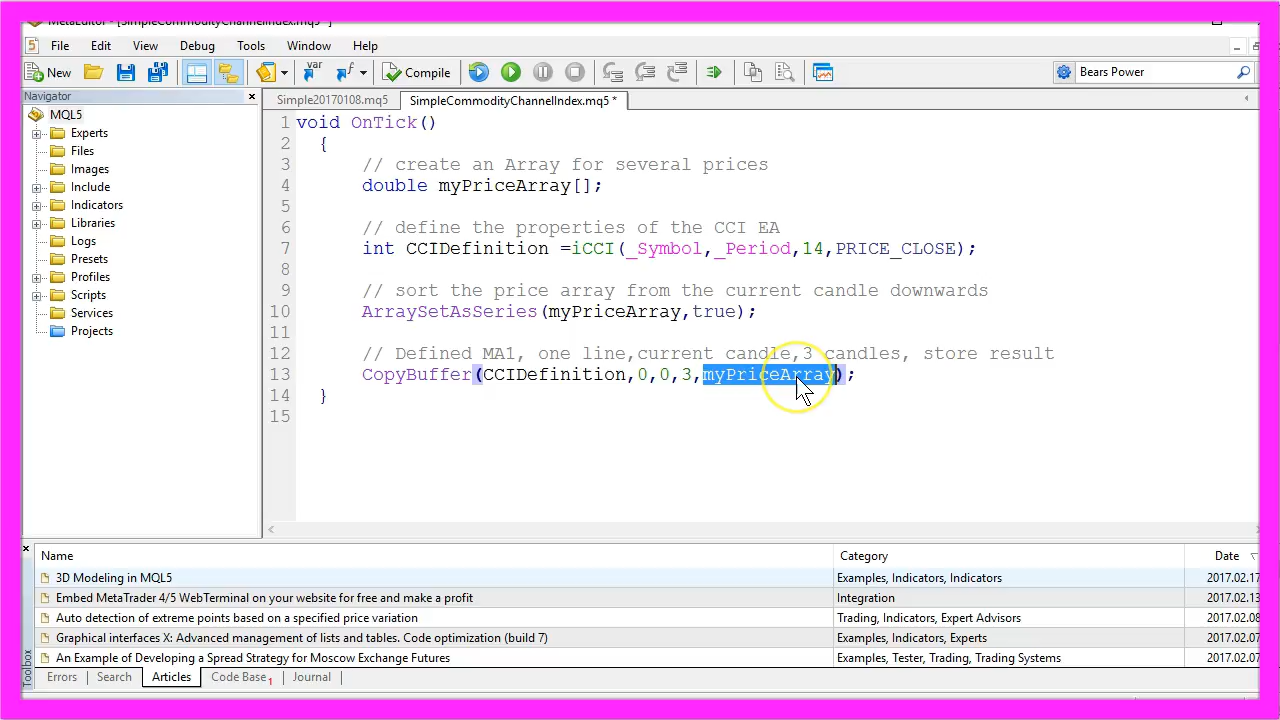 MetaEditor - [SimpleCommodityChannelIndex.mq5 * ]
File Edit View Debug Tools Window Help
New var Compile Bears Power
Navigator
MQL5
Experts
Files
Images
Include
Indicators
Libraries
Logs
Presets
Profiles
Scripts
Services
Projects
Simple20170108.mq5 SimpleCommodityChannelIndex.mq5 *
1 void OnTick()
2 {
3 // create an Array for several prices
4 double myPriceArray[];
5
6 // define the properties of the CCI EA
7 int CCIDefinition =iCCI(_Symbol,_Period,14,PRICE_CLOSE);
8
9 // sort the price array from the current candle downwards
10 ArraySetAsSeries(myPriceArray,true);
11
12 // Defined MA1, one line,current candle,3 candles, store result
13 CopyBuffer(CCIDefinition,0,0,3,myPriceArray);
14 }
15
Name Category Date
3D Modeling in MQL5 Examples, Indicators, Indicators 2017.02.17
Embed MetaTrader 4/5 WebTerminal on your website for free and make a profit Integration 2017.02.13
Auto detection of extreme points based on a specified price variation Trading, Indicators, Expert Advisors 2017.02.08
Graphical interfaces X: Advanced management of lists and tables. Code optimization (build 7) Examples, Indicators, Experts 2017.02.07
An Example of Developing a Spread Strategy for Moscow Exchange Futures Examples, Tester, Trading, Trading Systems 2017.02.07
Toolbox
Errors Search Articles Code Base 1 Journal